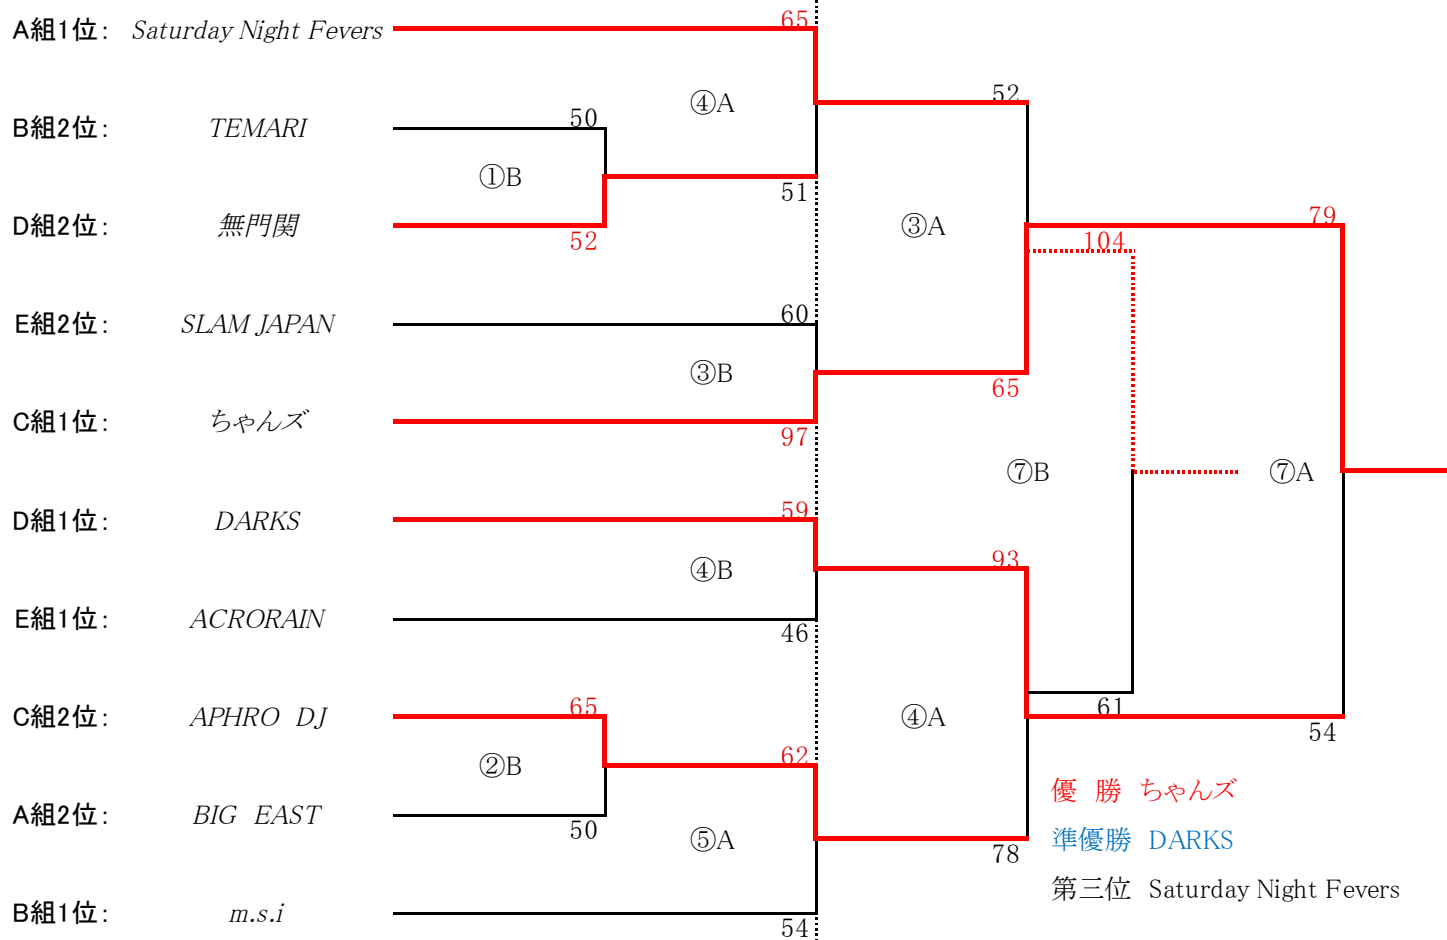 65
A組1位: Saturday Night Fevers
52
④A
50
B組2位: TEMARI
①B
51
79
D組2位: 無門関
③A
52
104
60
E組2位: SLAM JAPAN
③B
65
C組1位: ちゃんズ
97
⑦B
⑦A
59
D組1位: DARKS
93
④B
E組1位: ACRORAIN
46
65
61
C組2位: APHRO DJ
④A
54
62
②B
優 勝 ちゃんズ
A組2位: BIG EAST
50
⑤A
準優勝 DARKS
78
第三位 Saturday Night Fevers
B組1位: m.s.i
54